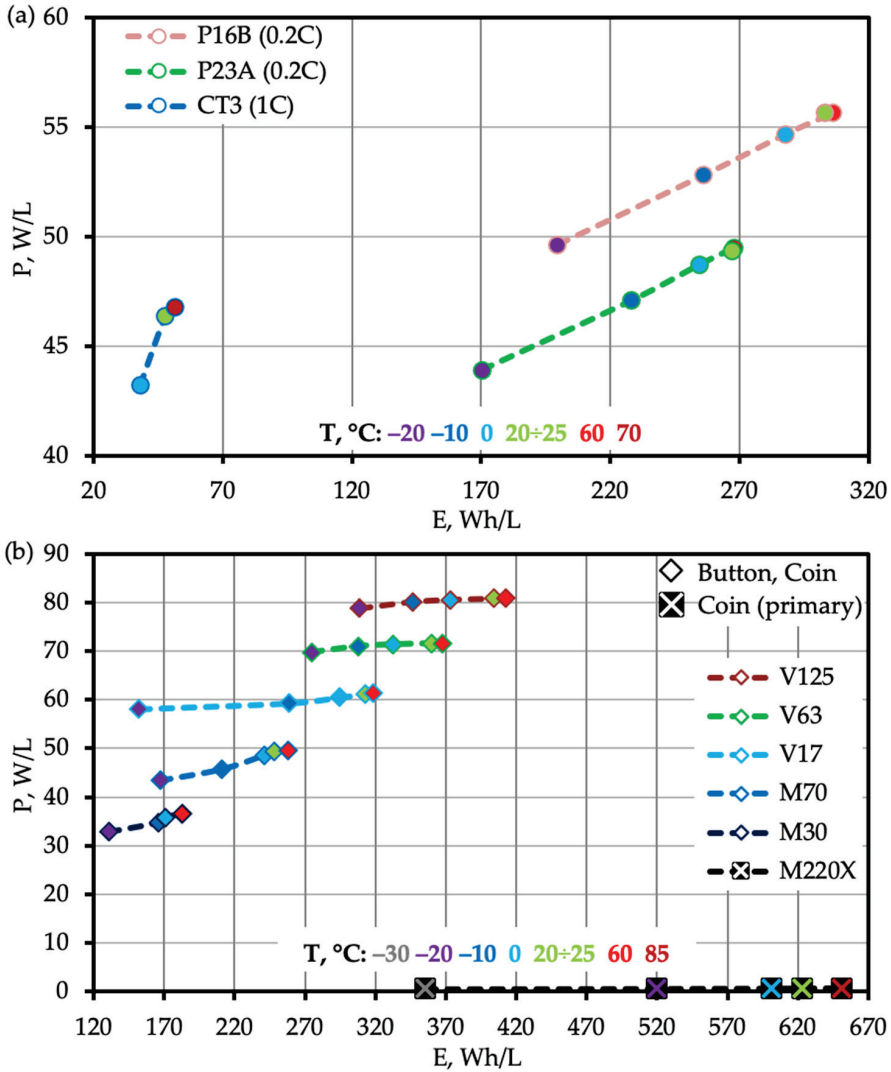 (a)
60
55
50
45
40
P, W/L
P16B (0.2C)
P23A (0.2C)
CT3 (1C)
T, °C: –20 –10 0 20÷25 60 70
20 70 120 170 220 270 320
E, Wh/L
(b)
90
80
70
60
50
40
30
20
10
0
P, W/L
Button, Coin
Coin (primary)
V125
V63
V17
M70
M30
M220X
T, °C: –30 –20 –10 0 20÷25 60 85
120 170 220 270 320 370 420 470 520 570 620 670
E, Wh/L